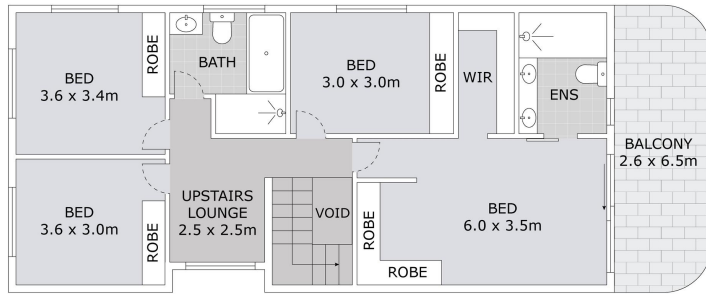 BED
3.6 x 3.4m
ROBE
BATH
BED
3.0 x 3.0m
ROBE
WIR
ENS
BALCONY
2.6 x 6.5m
BED
3.6 x 3.0m
ROBE
UPSTAIRS
LOUNGE
2.5 x 2.5m
VOID
ROBE
ROBE
BED
6.0 x 3.5m